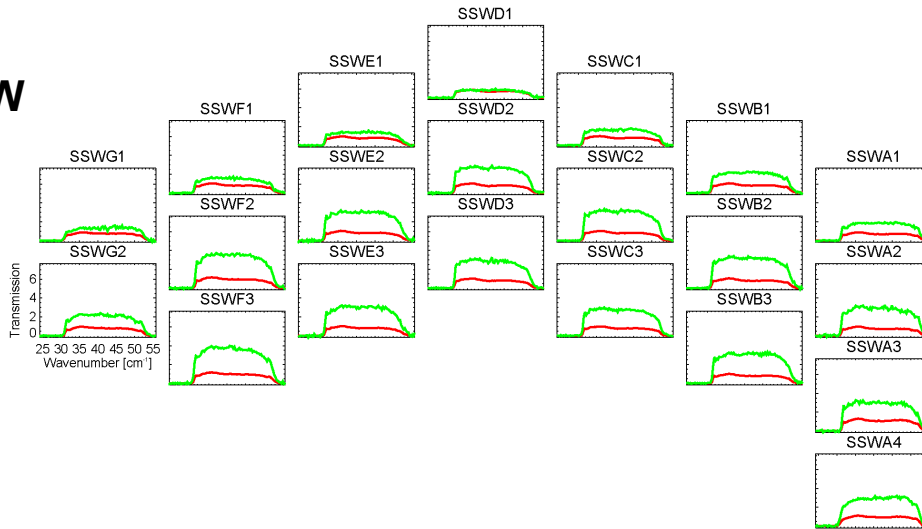 SSWD1
SSWE1
SSWC1
W
SSWF1
SSWD2
SSWB1
SSWG1
SSWE2
SSWC2
SSWA1
SSWF2
SSWD3
SSWB2
SSWG2
SSWE3
SSWC3
SSWA2
Transmission
6
4
2
0
SSWF3
SSWB3
25 30 35 40 45 50 55
Wavenumber [cm⁻¹]
SSWA3
SSWA4